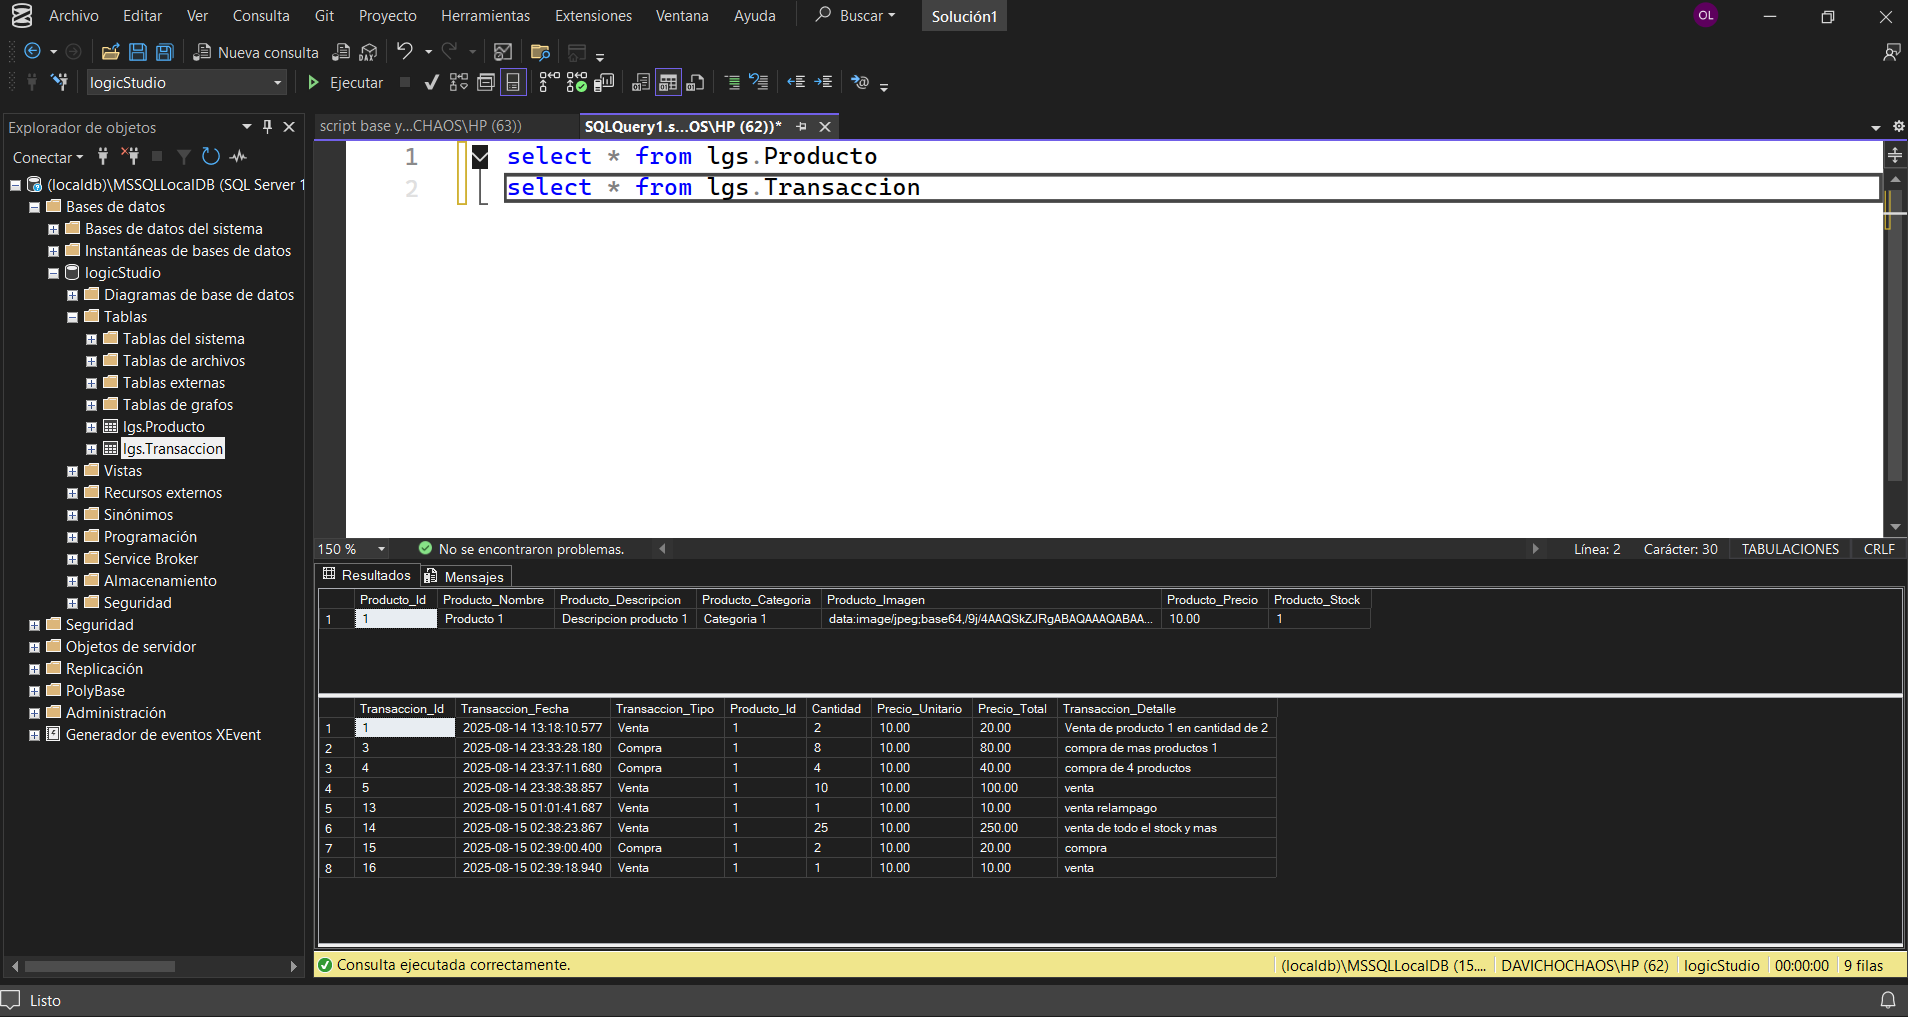 Archivo Editar Ver Consulta Git Proyecto Herramientas Extensiones Ventana Ayuda Buscar Solución1 OL
Nueva consulta DAX
logicStudio Ejecutar
Explorador de objetos
Conectar
(localdb)\MSSQLLocalDB (SQL Server 1
Bases de datos
Bases de datos del sistema
Instantáneas de bases de datos
logicStudio
Diagramas de base de datos
Tablas
Tablas del sistema
Tablas de archivos
Tablas externas
Tablas de grafos
lgs.Producto
lgs.Transaccion
Vistas
Recursos externos
Sinónimos
Programación
Service Broker
Almacenamiento
Seguridad
Seguridad
Objetos de servidor
Replicación
PolyBase
Administración
Generador de eventos XEvent
script base y...CHAOS\HP (63)) SQLQuery1.s...OS\HP (62))*
1 select * from lgs.Producto
2 select * from lgs.Transaccion
150 % No se encontraron problemas. Línea: 2 Carácter: 30 TABULACIONES CRLF
Resultados Mensajes
Producto_Id Producto_Nombre Producto_Descripcion Producto_Categoria Producto_Imagen Producto_Precio Producto_Stock
1 1 Producto 1 Descripcion producto 1 Categoria 1 data:image/jpeg;base64,/9j/4AAQSkZJRgABAQAAAQABAA... 10.00 1
Transaccion_Id Transaccion_Fecha Transaccion_Tipo Producto_Id Cantidad Precio_Unitario Precio_Total Transaccion_Detalle
1 1 2025-08-14 13:18:10.577 Venta 1 2 10.00 20.00 Venta de producto 1 en cantidad de 2
2 3 2025-08-14 23:33:28.180 Compra 1 8 10.00 80.00 compra de mas productos 1
3 4 2025-08-14 23:37:11.680 Compra 1 4 10.00 40.00 compra de 4 productos
4 5 2025-08-14 23:38:38.857 Venta 1 10 10.00 100.00 venta
5 13 2025-08-15 01:01:41.687 Venta 1 1 10.00 10.00 venta relampago
6 14 2025-08-15 02:38:23.867 Venta 1 25 10.00 250.00 venta de todo el stock y mas
7 15 2025-08-15 02:39:00.400 Compra 1 2 10.00 20.00 compra
8 16 2025-08-15 02:39:18.940 Venta 1 1 10.00 10.00 venta
Consulta ejecutada correctamente. (localdb)\MSSQLLocalDB (15.... DAVICHOCHAOS\HP (62) logicStudio 00:00:00 9 filas
Listo